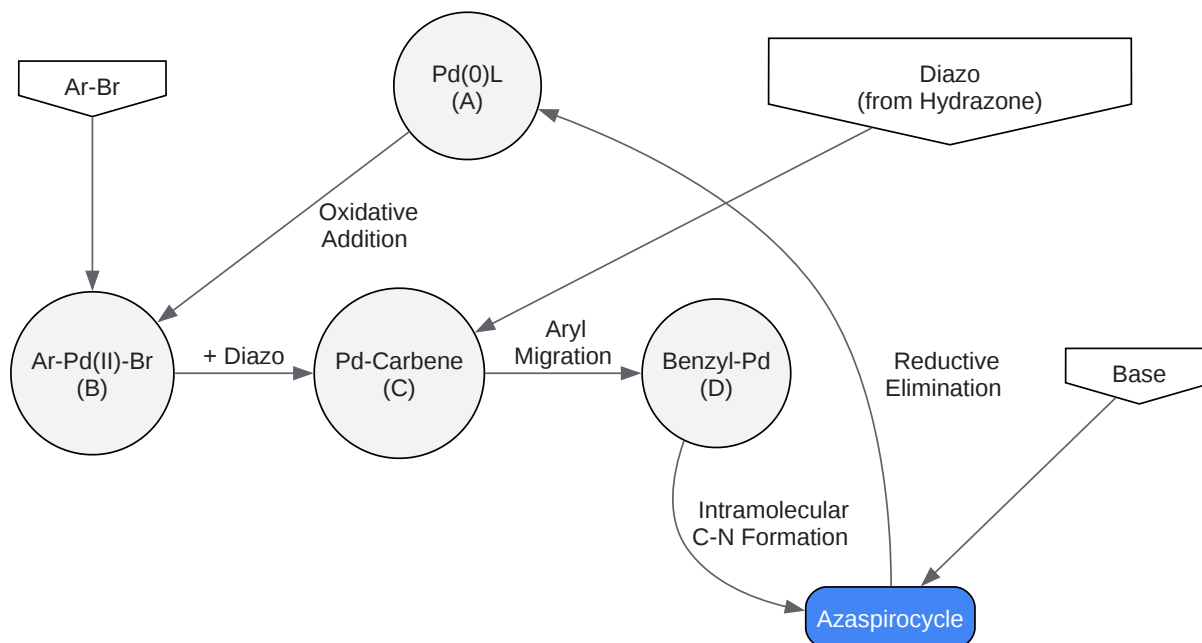 Ar-Br
Pd(0)L
(A)
Diazo
(from Hydrazone)
Oxidative
Addition
Ar-Pd(II)-Br
(B)
+ Diazo
Pd-Carbene
(C)
Aryl
Migration
Benzyl-Pd
(D)
Reductive
Elimination
Base
Intramolecular
C-N Formation
Azaspirocycle